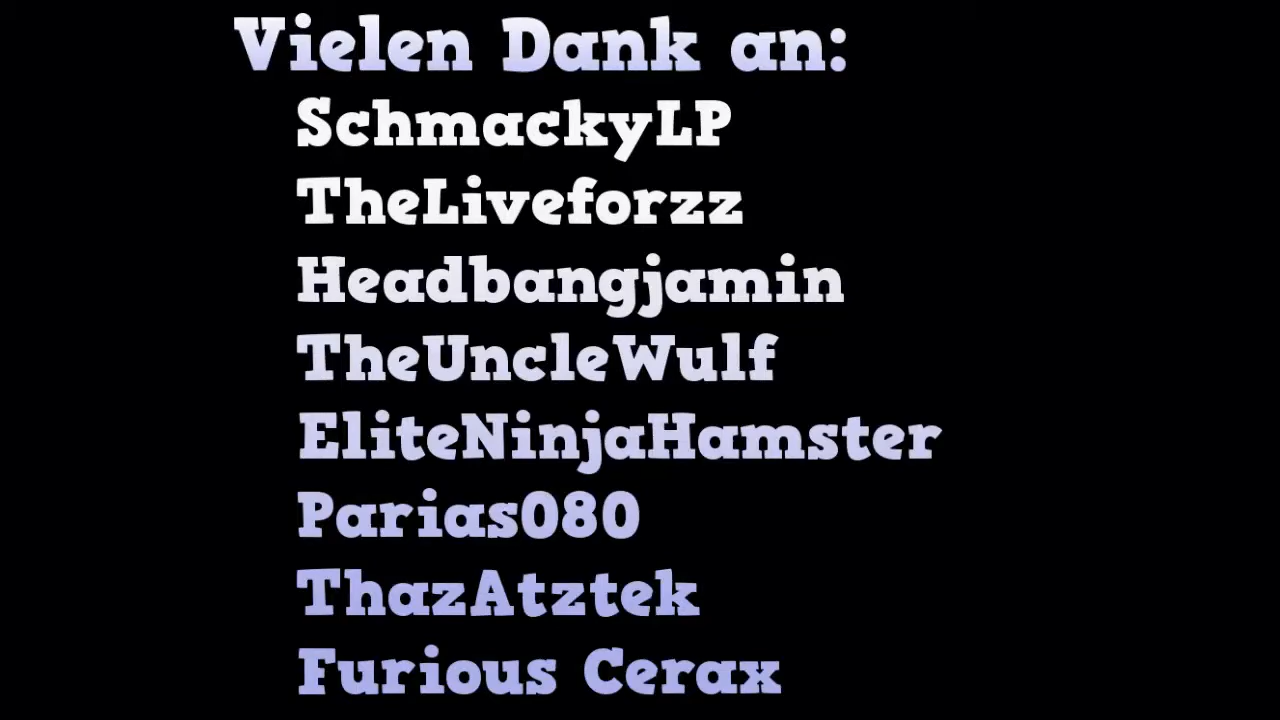 Vielen Dank an:
SchmackyLP
TheLiveforzz
Headbangjamin
TheUncleWulf
EliteNinjaHamster
Parias080
ThazAtztek
Furious Cerax